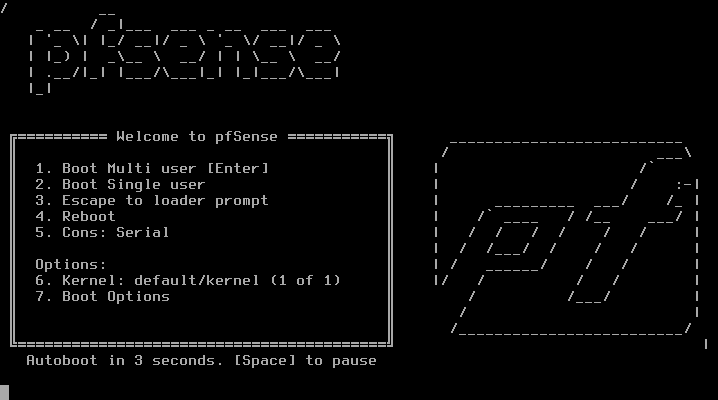 pfsense
Welcome to pfSense
1. Boot Multi user [Enter]
2. Boot Single user
3. Escape to loader prompt
4. Reboot
5. Cons: Serial
Options:
6. Kernel: default/kernel (1 of 1)
7. Boot Options
pf
Autoboot in 3 seconds. [Space] to pause